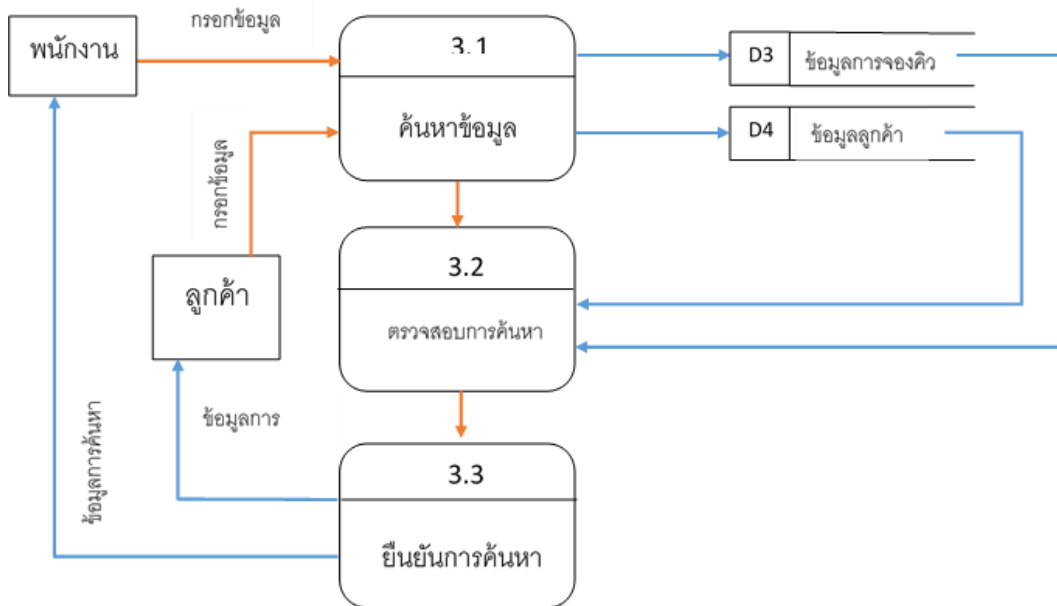 กรอกข้อมูล
พนักงาน
3.1
ค้นหาข้อมูล
D3
ข้อมูลการจองคิว
D4
ข้อมูลลูกค้า
กรอกข้อมูล
ลูกค้า
3.2
ตรวจสอบการค้นหา
ข้อมูลการ
ข้อมูลการค้นหา
3.3
ยืนยันการค้นหา